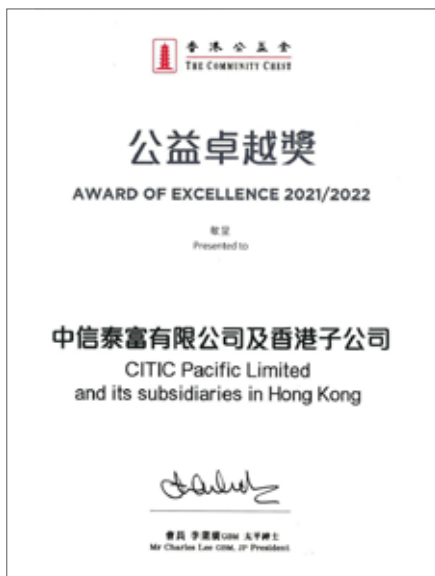 香港公益金
THE COMMUNITY CHEST
公益卓越獎
AWARD OF EXCELLENCE 2021/2022
敬呈
Presented to
中信泰富有限公司及香港子公司
CITIC Pacific Limited
and its subsidiaries in Hong Kong
會長 李業廣GBM 太平紳士
Mr Charles Lee GBM, JP President